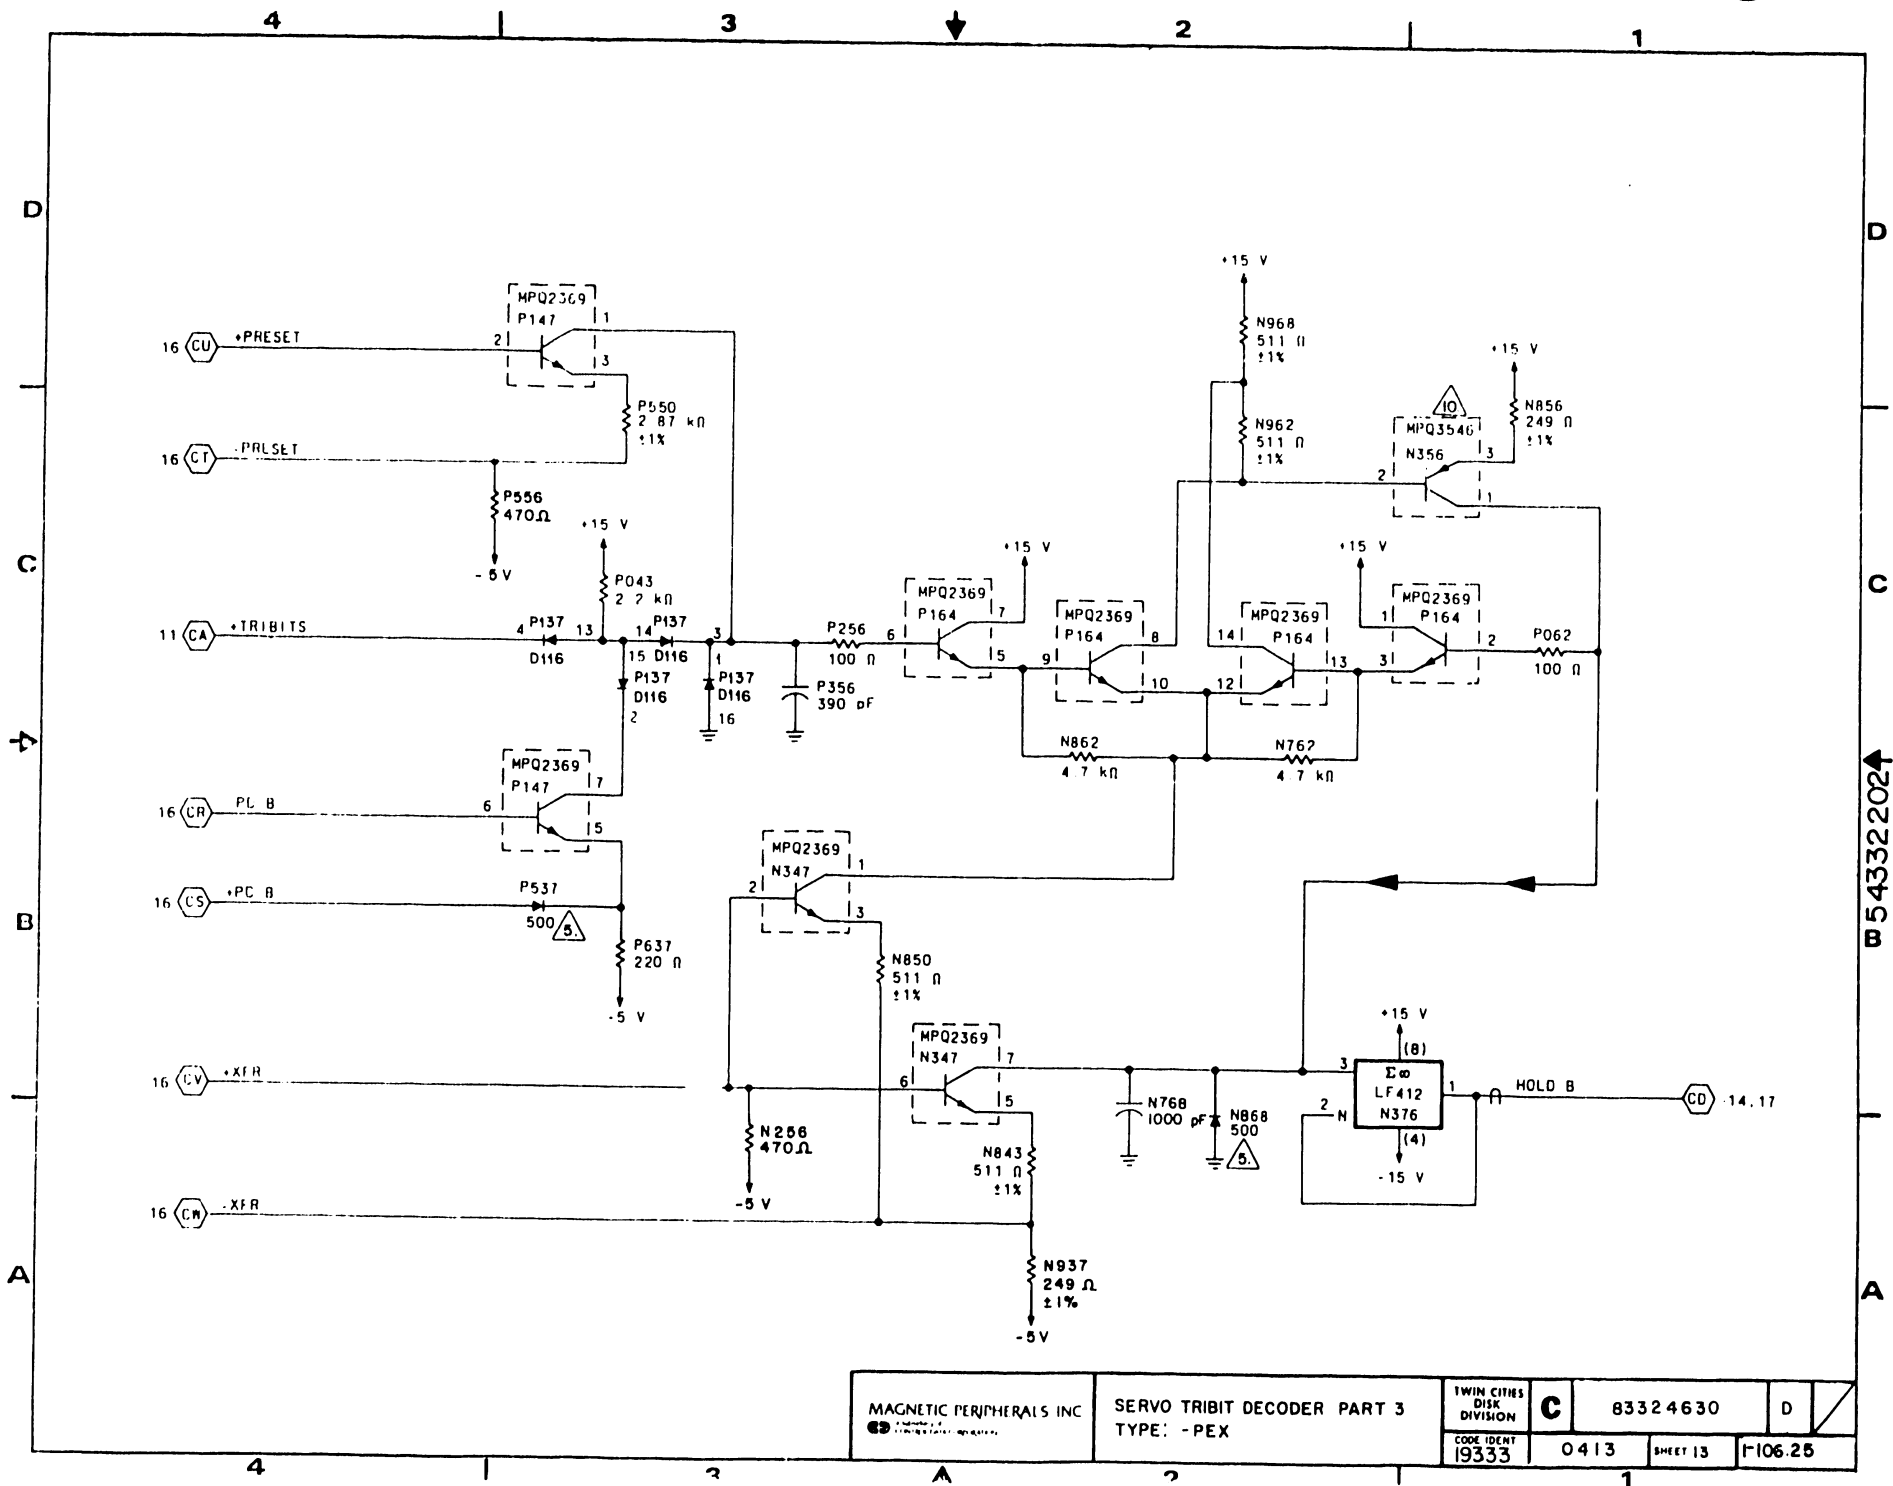 4 3 2 1
D
D
+15 V
MPQ2369
P147
1
2
3
16 CU +PRESET
N968
511 Ω
±1%
+15 V
P550
2.87 kΩ
±1%
N962
511 Ω
±1%
10
N856
249 Ω
±1%
MPQ3546
N356
3
2
1
16 CT -PRESET
P556
470Ω
-5V
+15 V
C
C
P043
2.2 kΩ
+15 V
+15 V
MPQ2369
P164
7
6
5
MPQ2369
P164
8
9
10
MPQ2369
P164
14
13
12
MPQ2369
P164
1
2
3
P062
100 Ω
11 CA +TRIBITS
4 P137 13
D116
14 P137 3
D116
15
P137
D116
2
1
P137
D116
16
P256
100 Ω
P356
390 pF
N862
4.7 kΩ
N762
4.7 kΩ
MPQ2369
P147
7
6
5
16 CR PC B
MPQ2369
N347
1
2
3
B
B
54332202
16 CS +PC B
P537
500
5.
P637
220 Ω
-5 V
N850
511 Ω
±1%
MPQ2369
N347
7
6
5
+15 V
(8)
3
Σ∞
LF412
N376
1
2 N
(4)
-15 V
HOLD B
CD 14,17
16 CV +XFR
N256
470Ω
-5 V
N768
1000 pF
N868
500
5.
N843
511 Ω
±1%
16 CW -XFR
A
A
N937
249 Ω
±1%
-5V
MAGNETIC PERIPHERALS INC
SERVO TRIBIT DECODER PART 3
TYPE: -PEX
TWIN CITIES
DISK
DIVISION
C
83324630
D
CODE IDENT
19333
0413
SHEET 13
1-106.25
4 3 2 1